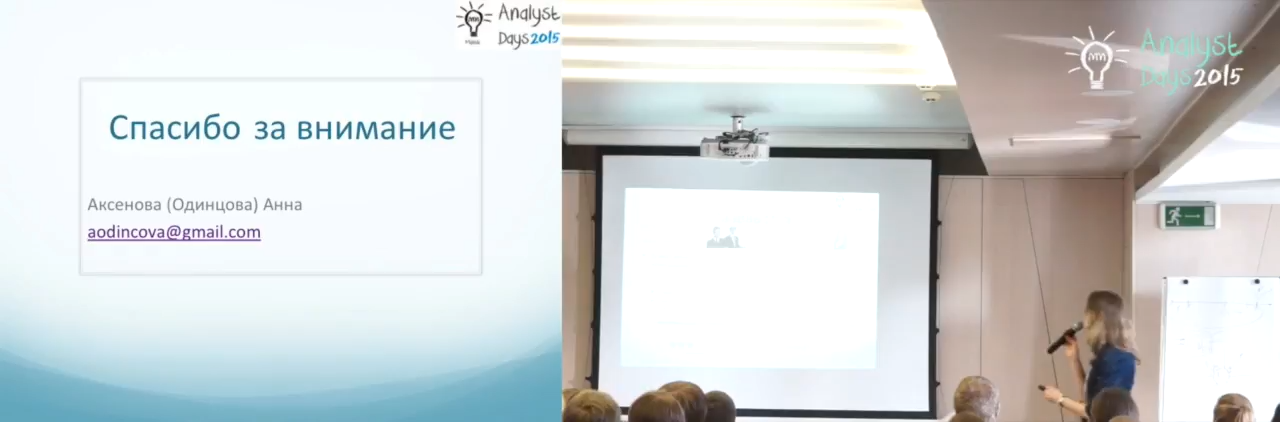 Analyst
Days 2015
Спасибо за внимание
Аксенова (Одинцова) Анна
aodincova@gmail.com
Analyst
Days 2015